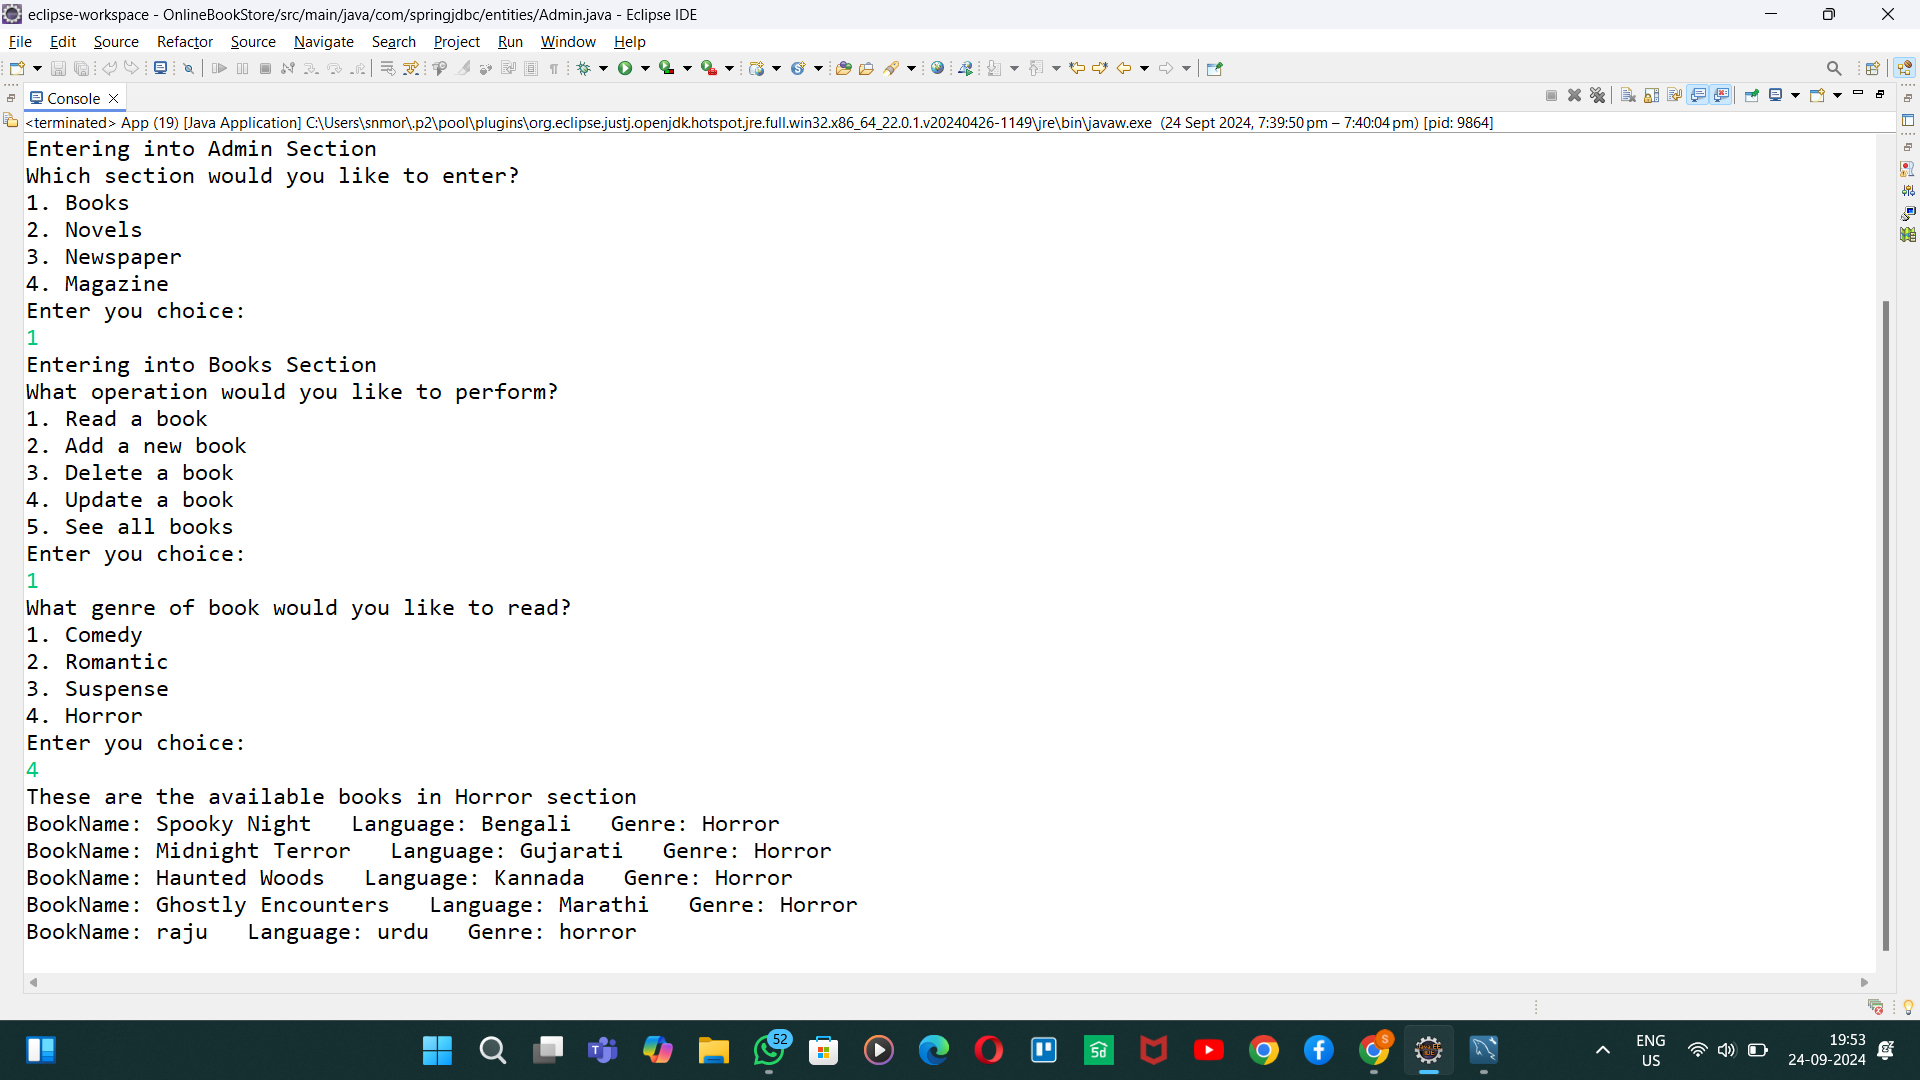 eclipse-workspace - OnlineBookStore/src/main/java/com/springjdbc/entities/Admin.java - Eclipse IDE
File Edit Source Refactor Source Navigate Search Project Run Window Help
Console
<terminated> App (19) [Java Application] C:\Users\snmor\.p2\pool\plugins\org.eclipse.justj.openjdk.hotspot.jre.full.win32.x86_64_22.0.1.v20240426-1149\jre\bin\javaw.exe (24 Sept 2024, 7:39:50 pm – 7:40:04 pm) [pid: 9864]
Entering into Admin Section
Which section would you like to enter?
1. Books
2. Novels
3. Newspaper
4. Magazine
Enter you choice:
1
Entering into Books Section
What operation would you like to perform?
1. Read a book
2. Add a new book
3. Delete a book
4. Update a book
5. See all books
Enter you choice:
1
What genre of book would you like to read?
1. Comedy
2. Romantic
3. Suspense
4. Horror
Enter you choice:
4
These are the available books in Horror section
BookName: Spooky Night   Language: Bengali   Genre: Horror
BookName: Midnight Terror   Language: Gujarati   Genre: Horror
BookName: Haunted Woods   Language: Kannada   Genre: Horror
BookName: Ghostly Encounters   Language: Marathi   Genre: Horror
BookName: raju   Language: urdu   Genre: horror
52
S
ENG
US
19:53
24-09-2024